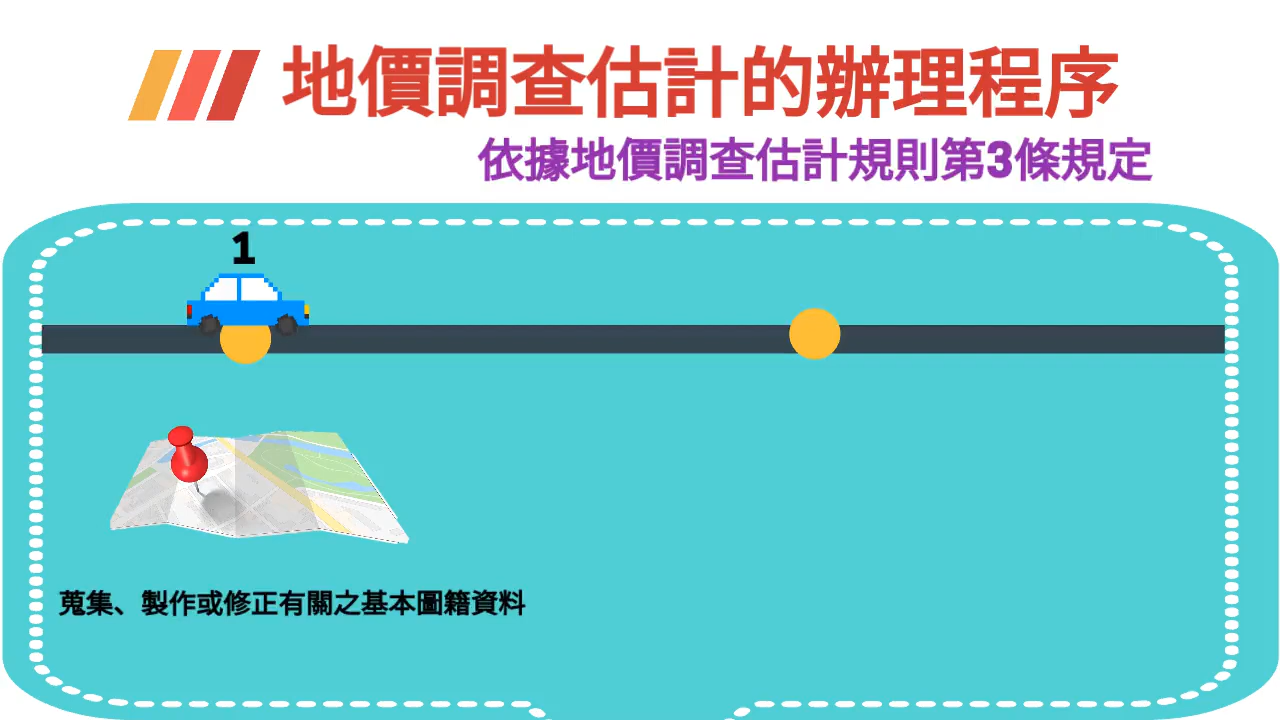 地價調查估計的辦理程序
依據地價調查估計規則第3條規定
1
蒐集、製作或修正有關之基本圖籍資料